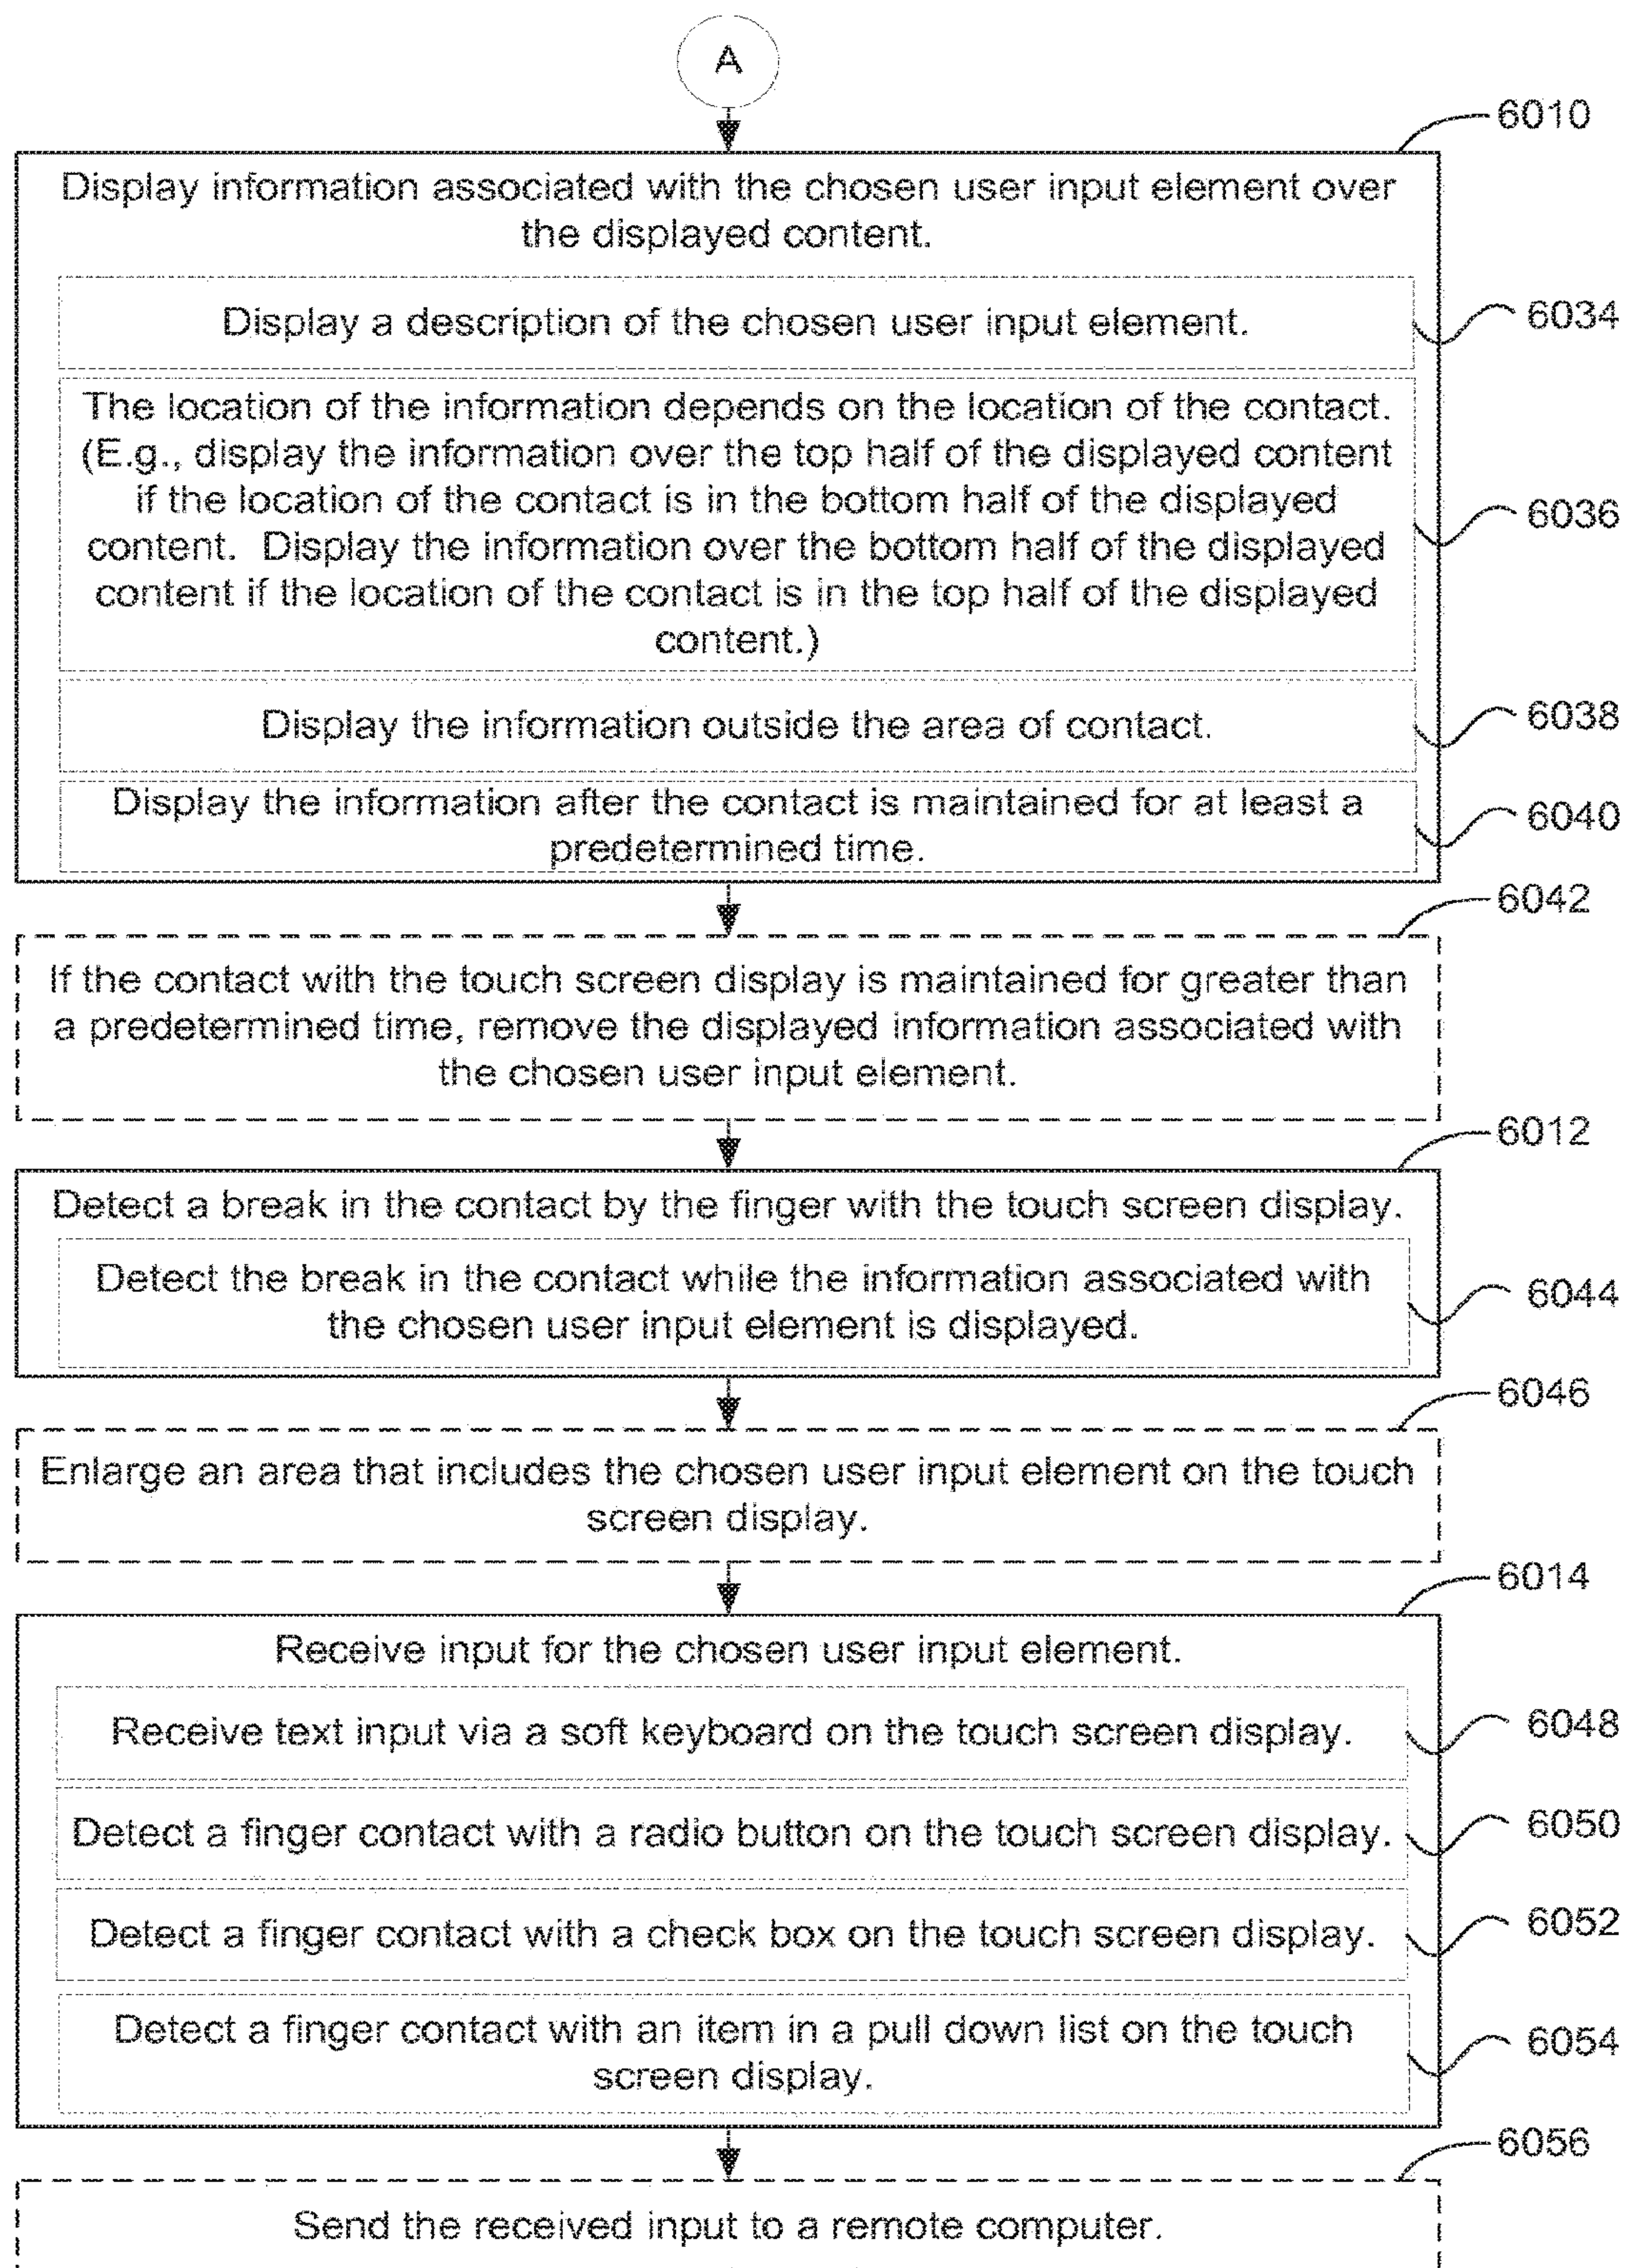 A
6010
Display information associated with the chosen user input element over
the displayed content.
Display a description of the chosen user input element.
6034
The location of the information depends on the location of the contact.
(E.g., display the information over the top half of the displayed content
if the location of the contact is in the bottom half of the displayed
content.  Display the information over the bottom half of the displayed
content if the location of the contact is in the top half of the displayed
content.)
6036
Display the information outside the area of contact.
6038
Display the information after the contact is maintained for at least a
predetermined time.
6040
6042
If the contact with the touch screen display is maintained for greater than
a predetermined time, remove the displayed information associated with
the chosen user input element.
6012
Detect a break in the contact by the finger with the touch screen display.
Detect the break in the contact while the information associated with
the chosen user input element is displayed.
6044
6046
Enlarge an area that includes the chosen user input element on the touch
screen display.
6014
Receive input for the chosen user input element.
Receive text input via a soft keyboard on the touch screen display.
6048
Detect a finger contact with a radio button on the touch screen display.
6050
Detect a finger contact with a check box on the touch screen display.
6052
Detect a finger contact with an item in a pull down list on the touch
screen display.
6054
6056
Send the received input to a remote computer.